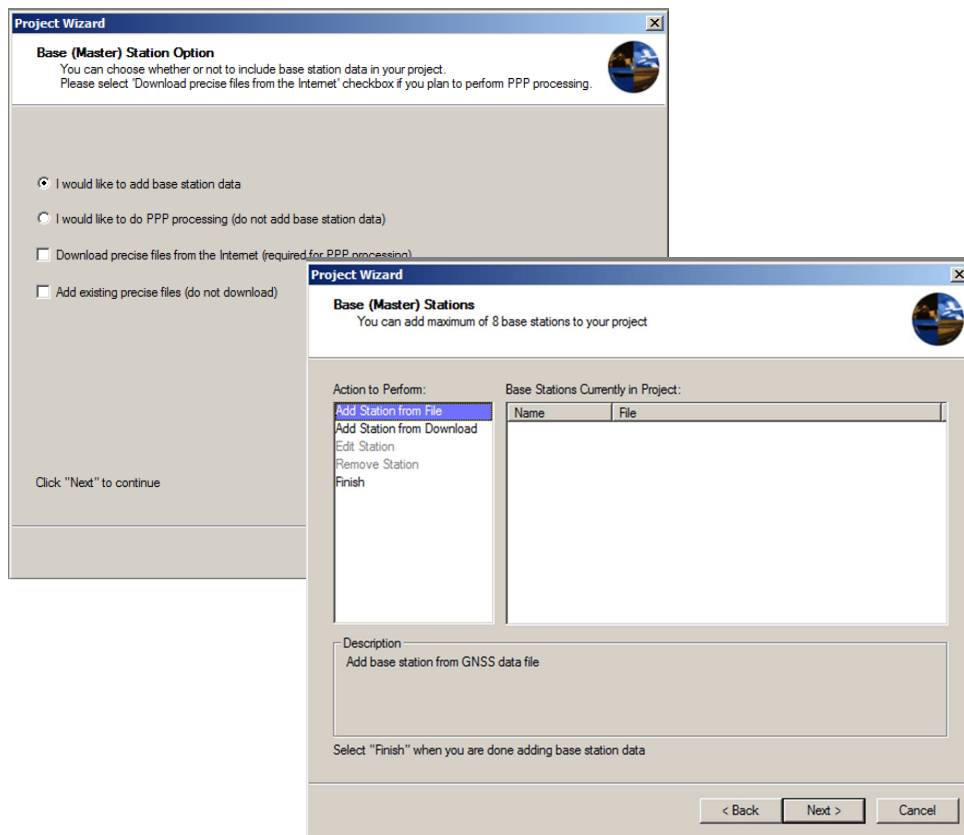 Project Wizard
Base (Master) Station Option
You can choose whether or not to include base station data in your project.
Please select 'Download precise files from the Internet' checkbox if you plan to perform PPP processing.
I would like to add base station data
I would like to do PPP processing (do not add base station data)
Download precise files from the Internet (required for PPP processing)
Add existing precise files (do not download)
Click "Next" to continue
Project Wizard
Base (Master) Stations
You can add maximum of 8 base stations to your project
Action to Perform:
Add Station from File
Add Station from Download
Edit Station
Remove Station
Finish
Base Stations Currently in Project:
Name File
Description
Add base station from GNSS data file
Select "Finish" when you are done adding base station data
< Back Next > Cancel